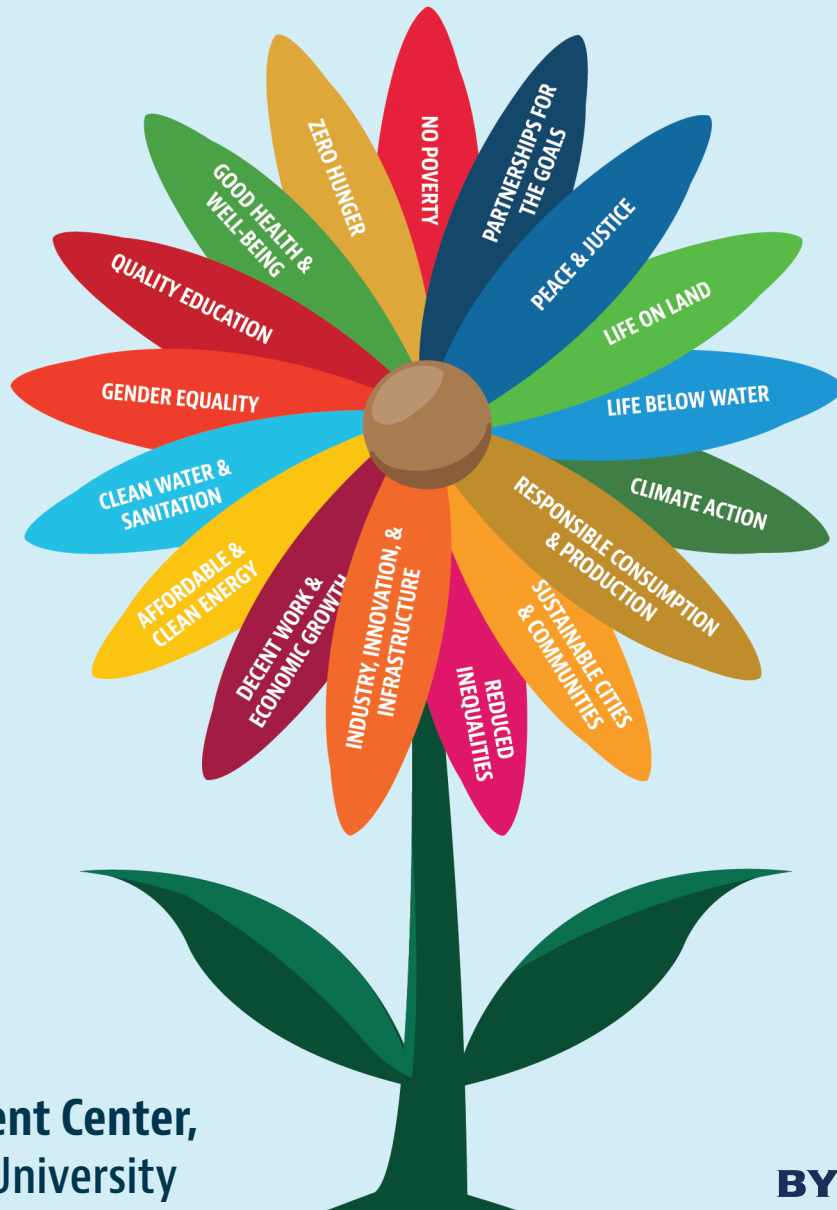 NO POVERTY
ZERO HUNGER
GOOD HEALTH &
WELL-BEING
QUALITY EDUCATION
GENDER EQUALITY
CLEAN WATER &
SANITATION
AFFORDABLE &
CLEAN ENERGY
DECENT WORK &
ECONOMIC GROWTH
INDUSTRY, INNOVATION, &
INFRASTRUCTURE
REDUCED
INEQUALITIES
SUSTAINABLE CITIES
& COMMUNITIES
RESPONSIBLE CONSUMPTION
& PRODUCTION
CLIMATE ACTION
LIFE BELOW WATER
LIFE ON LAND
PEACE & JUSTICE
PARTNERSHIPS FOR
THE GOALS
ent Center,
University
BY